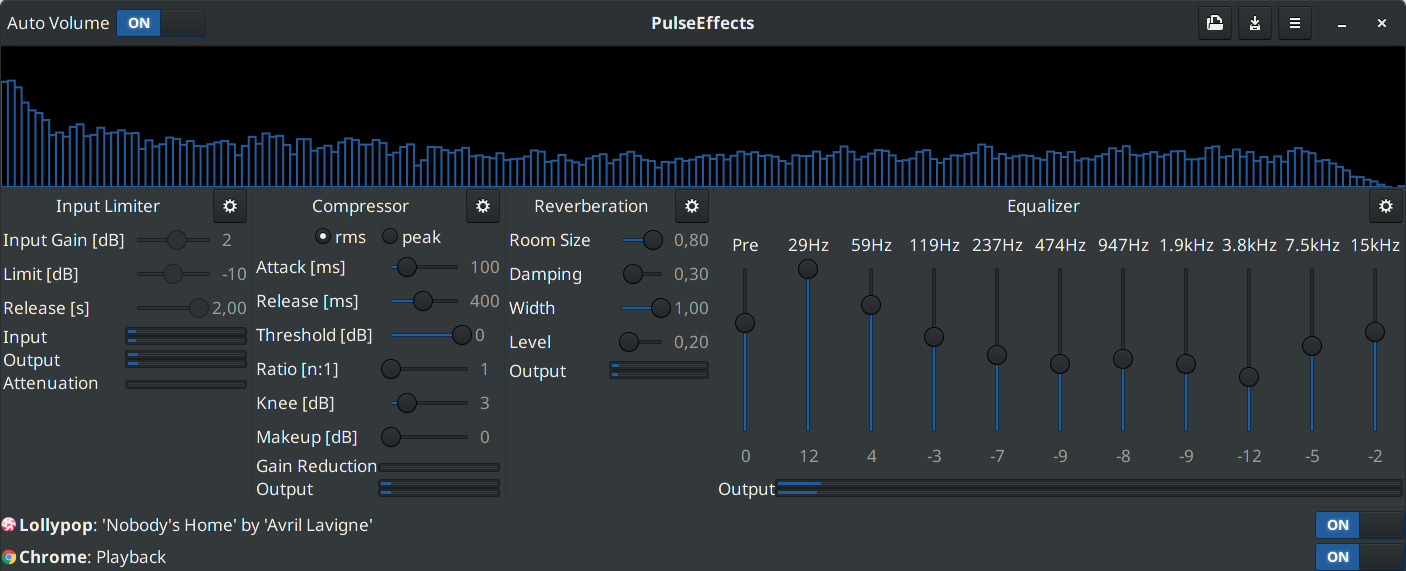 Auto Volume ON PulseEffects
Input Limiter
Input Gain [dB] 2
Limit [dB] -10
Release [s] 2,00
Input
Output
Attenuation
Compressor
rms peak
Attack [ms] 100
Release [ms] 400
Threshold [dB] 0
Ratio [n:1] 1
Knee [dB] 3
Makeup [dB] 0
Gain Reduction
Output
Reverberation
Room Size 0,80
Damping 0,30
Width 1,00
Level 0,20
Output
Equalizer
Pre 29Hz 59Hz 119Hz 237Hz 474Hz 947Hz 1.9kHz 3.8kHz 7.5kHz 15kHz
0 12 4 -3 -7 -9 -8 -9 -12 -5 -2
Output
Lollypop: 'Nobody's Home' by 'Avril Lavigne' ON
Chrome: Playback ON